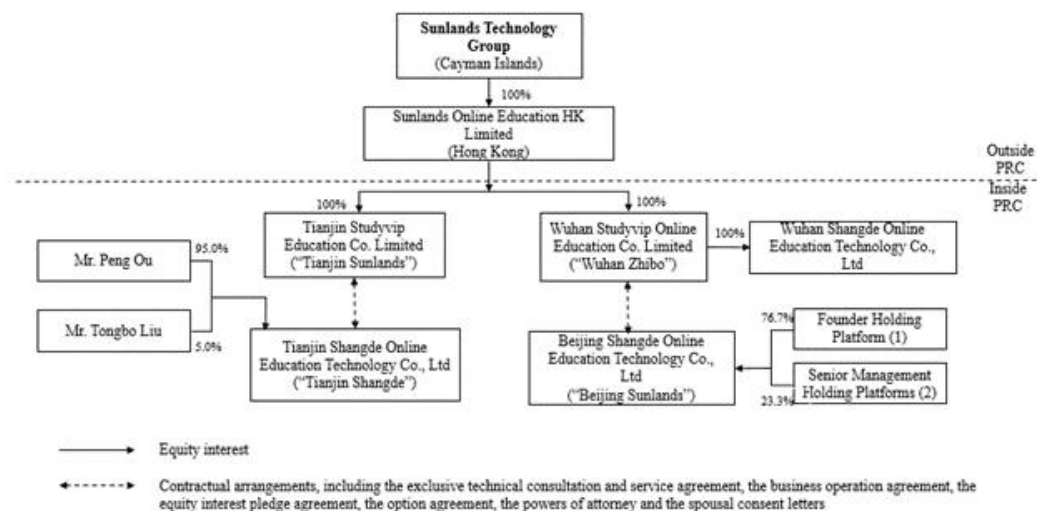 Sunlands Technology
Group
(Cayman Islands)
100%
Sunlands Online Education HK
Limited
(Hong Kong)
Outside
PRC
Inside
PRC
100%
100%
Tianjin Studyvip
Education Co. Limited
(“Tianjin Sunlands”)
Wuhan Studyvip Online
Education Co. Limited
(“Wuhan Zhibo”)
100%
Wuhan Shangde Online
Education Technology Co.,
Ltd
Mr. Peng Ou
95.0%
Mr. Tongbo Liu
5.0%
Tianjin Shangde Online
Education Technology Co., Ltd
(“Tianjin Shangde”)
Beijing Shangde Online
Education Technology Co.,
Ltd
(“Beijing Sunlands”)
76.7%
Founder Holding
Platform (1)
Senior Management
Holding Platforms (2)
23.3%
Equity interest
Contractual arrangements, including the exclusive technical consultation and service agreement, the business operation agreement, the
equity interest pledge agreement, the option agreement, the powers of attorney and the spousal consent letters